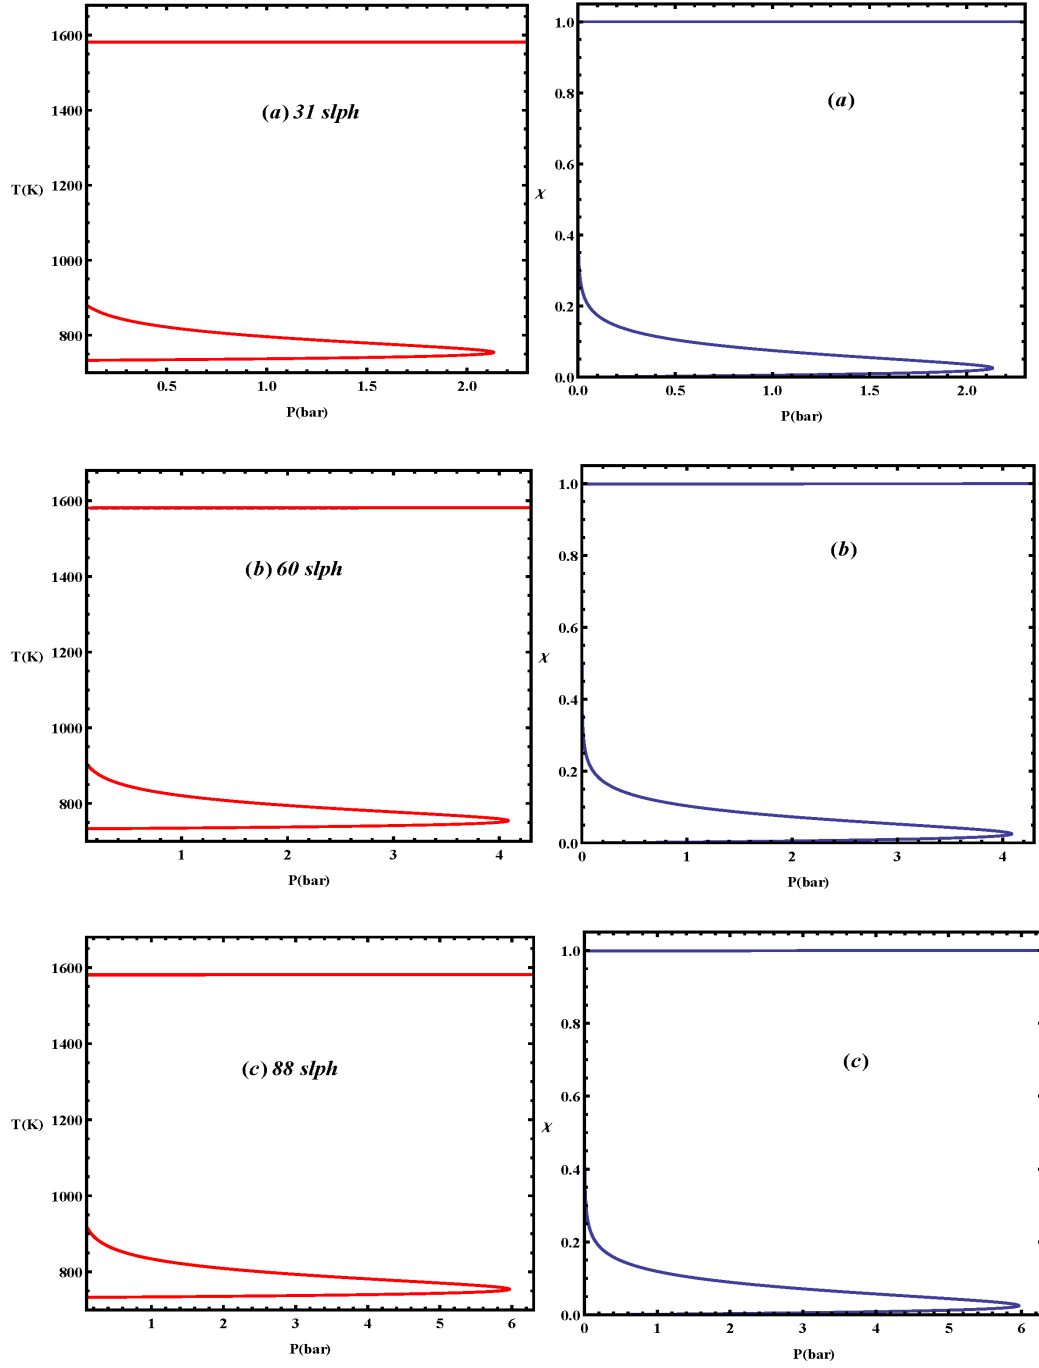 1600
1400
1200
1000
800
T(K)
(a) 31 slph
0.5 1.0 1.5 2.0
P(bar)
1.0
0.8
0.6
0.4
0.2
0.0
χ
(a)
0.0 0.5 1.0 1.5 2.0
P(bar)
1600
1400
1200
1000
800
T(K)
(b) 60 slph
1 2 3 4
P(bar)
1.0
0.8
0.6
0.4
0.2
0.0
χ
(b)
0 1 2 3 4
P(bar)
1600
1400
1200
1000
800
T(K)
(c) 88 slph
1 2 3 4 5 6
P(bar)
1.0
0.8
0.6
0.4
0.2
0.0
χ
(c)
0 1 2 3 4 5 6
P(bar)